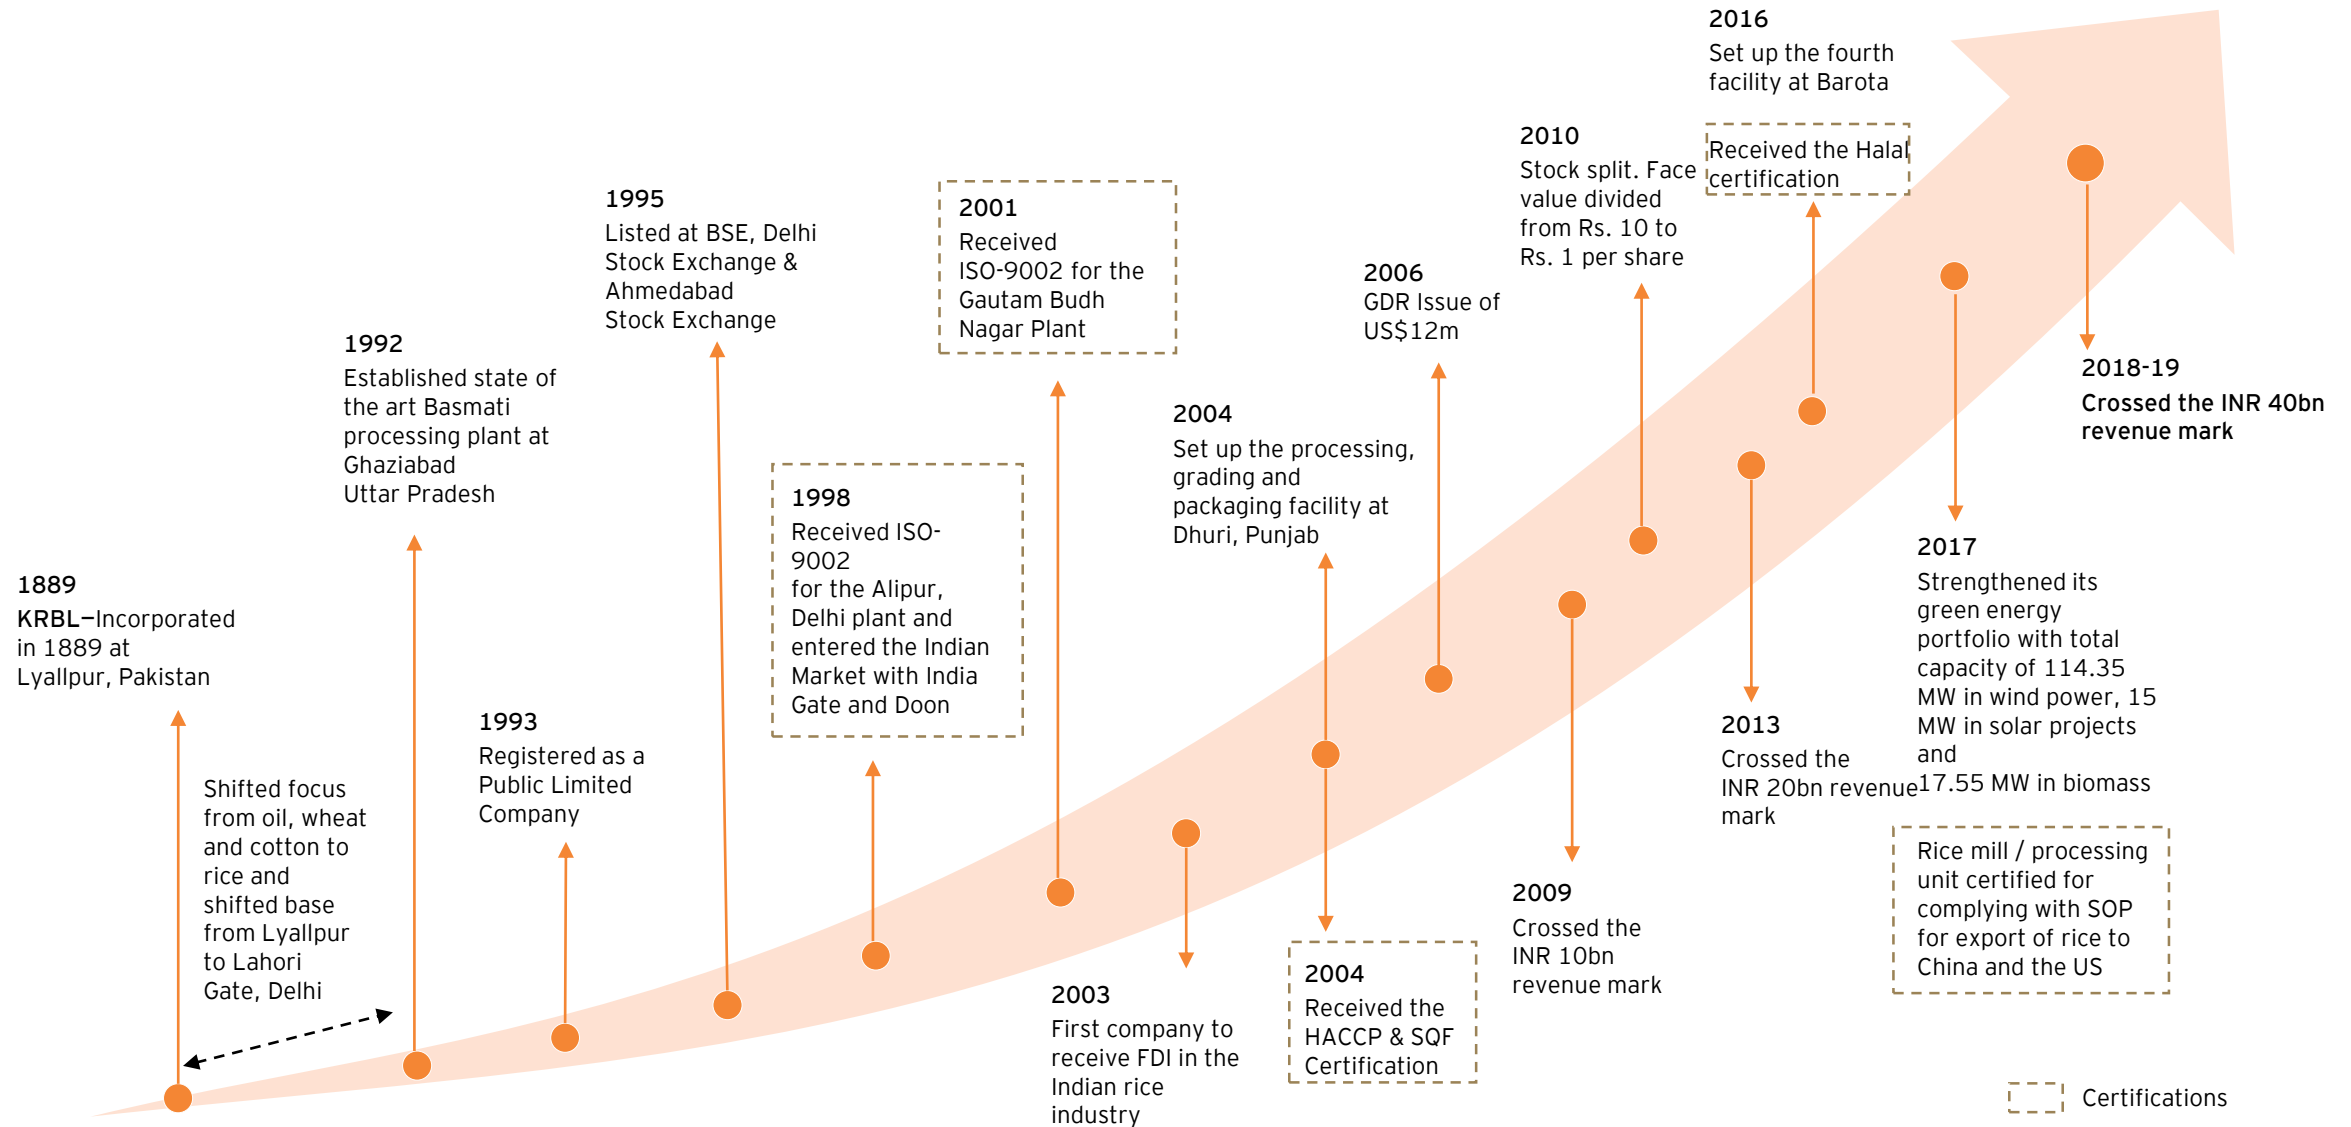 1889
KRBL—Incorporated
in 1889 at
Lyallpur, Pakistan
Shifted focus
from oil, wheat
and cotton to
rice and
shifted base
from Lyallpur
to Lahori
Gate, Delhi
1992
Established state of
the art Basmati
processing plant at
Ghaziabad
Uttar Pradesh
1993
Registered as a
Public Limited
Company
1995
Listed at BSE, Delhi
Stock Exchange &
Ahmedabad
Stock Exchange
1998
Received ISO-
9002
for the Alipur,
Delhi plant and
entered the Indian
Market with India
Gate and Doon
2001
Received
ISO-9002 for the
Gautam Budh
Nagar Plant
2003
First company to
receive FDI in the
Indian rice
industry
2004
Set up the processing,
grading and
packaging facility at
Dhuri, Punjab
2004
Received the
HACCP & SQF
Certification
2006
GDR Issue of
US$12m
2009
Crossed the
INR 10bn
revenue mark
2010
Stock split. Face
value divided
from Rs. 10 to
Rs. 1 per share
2013
Crossed the
INR 20bn revenue
mark
2016
Set up the fourth
facility at Barota
Received the Halal
certification
2017
Strengthened its
green energy
portfolio with total
capacity of 114.35
MW in wind power, 15
MW in solar projects
and
17.55 MW in biomass
Rice mill / processing
unit certified for
complying with SOP
for export of rice to
China and the US
2018-19
Crossed the INR 40bn
revenue mark
Certifications